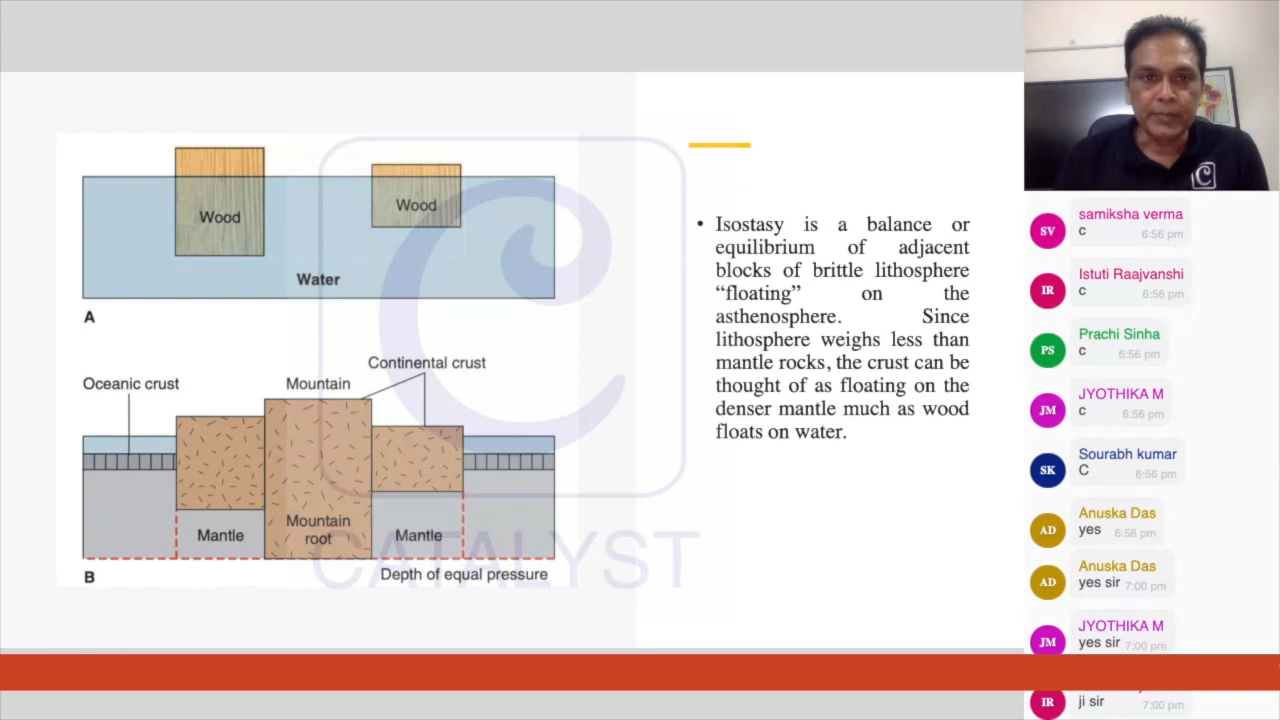 Wood
Wood
Water
A
Continental crust
Oceanic crust
Mountain
Mantle
Mountain
root
Mantle
B
Depth of equal pressure
CATALYST
• Isostasy is a balance or
equilibrium of adjacent
blocks of brittle lithosphere
“floating” on the
asthenosphere. Since
lithosphere weighs less than
mantle rocks, the crust can be
thought of as floating on the
denser mantle much as wood
floats on water.
C
SV
samiksha verma
c 6:56 pm
IR
Istuti Raajvanshi
c 6:56 pm
PS
Prachi Sinha
c 6:56 pm
JM
JYOTHIKA M
c 6:56 pm
SK
Sourabh kumar
C 6:56 pm
AD
Anuska Das
yes 6:58 pm
AD
Anuska Das
yes sir 7:00 pm
JM
JYOTHIKA M
yes sir 7:00 pm
IR
ji sir 7:00 pm